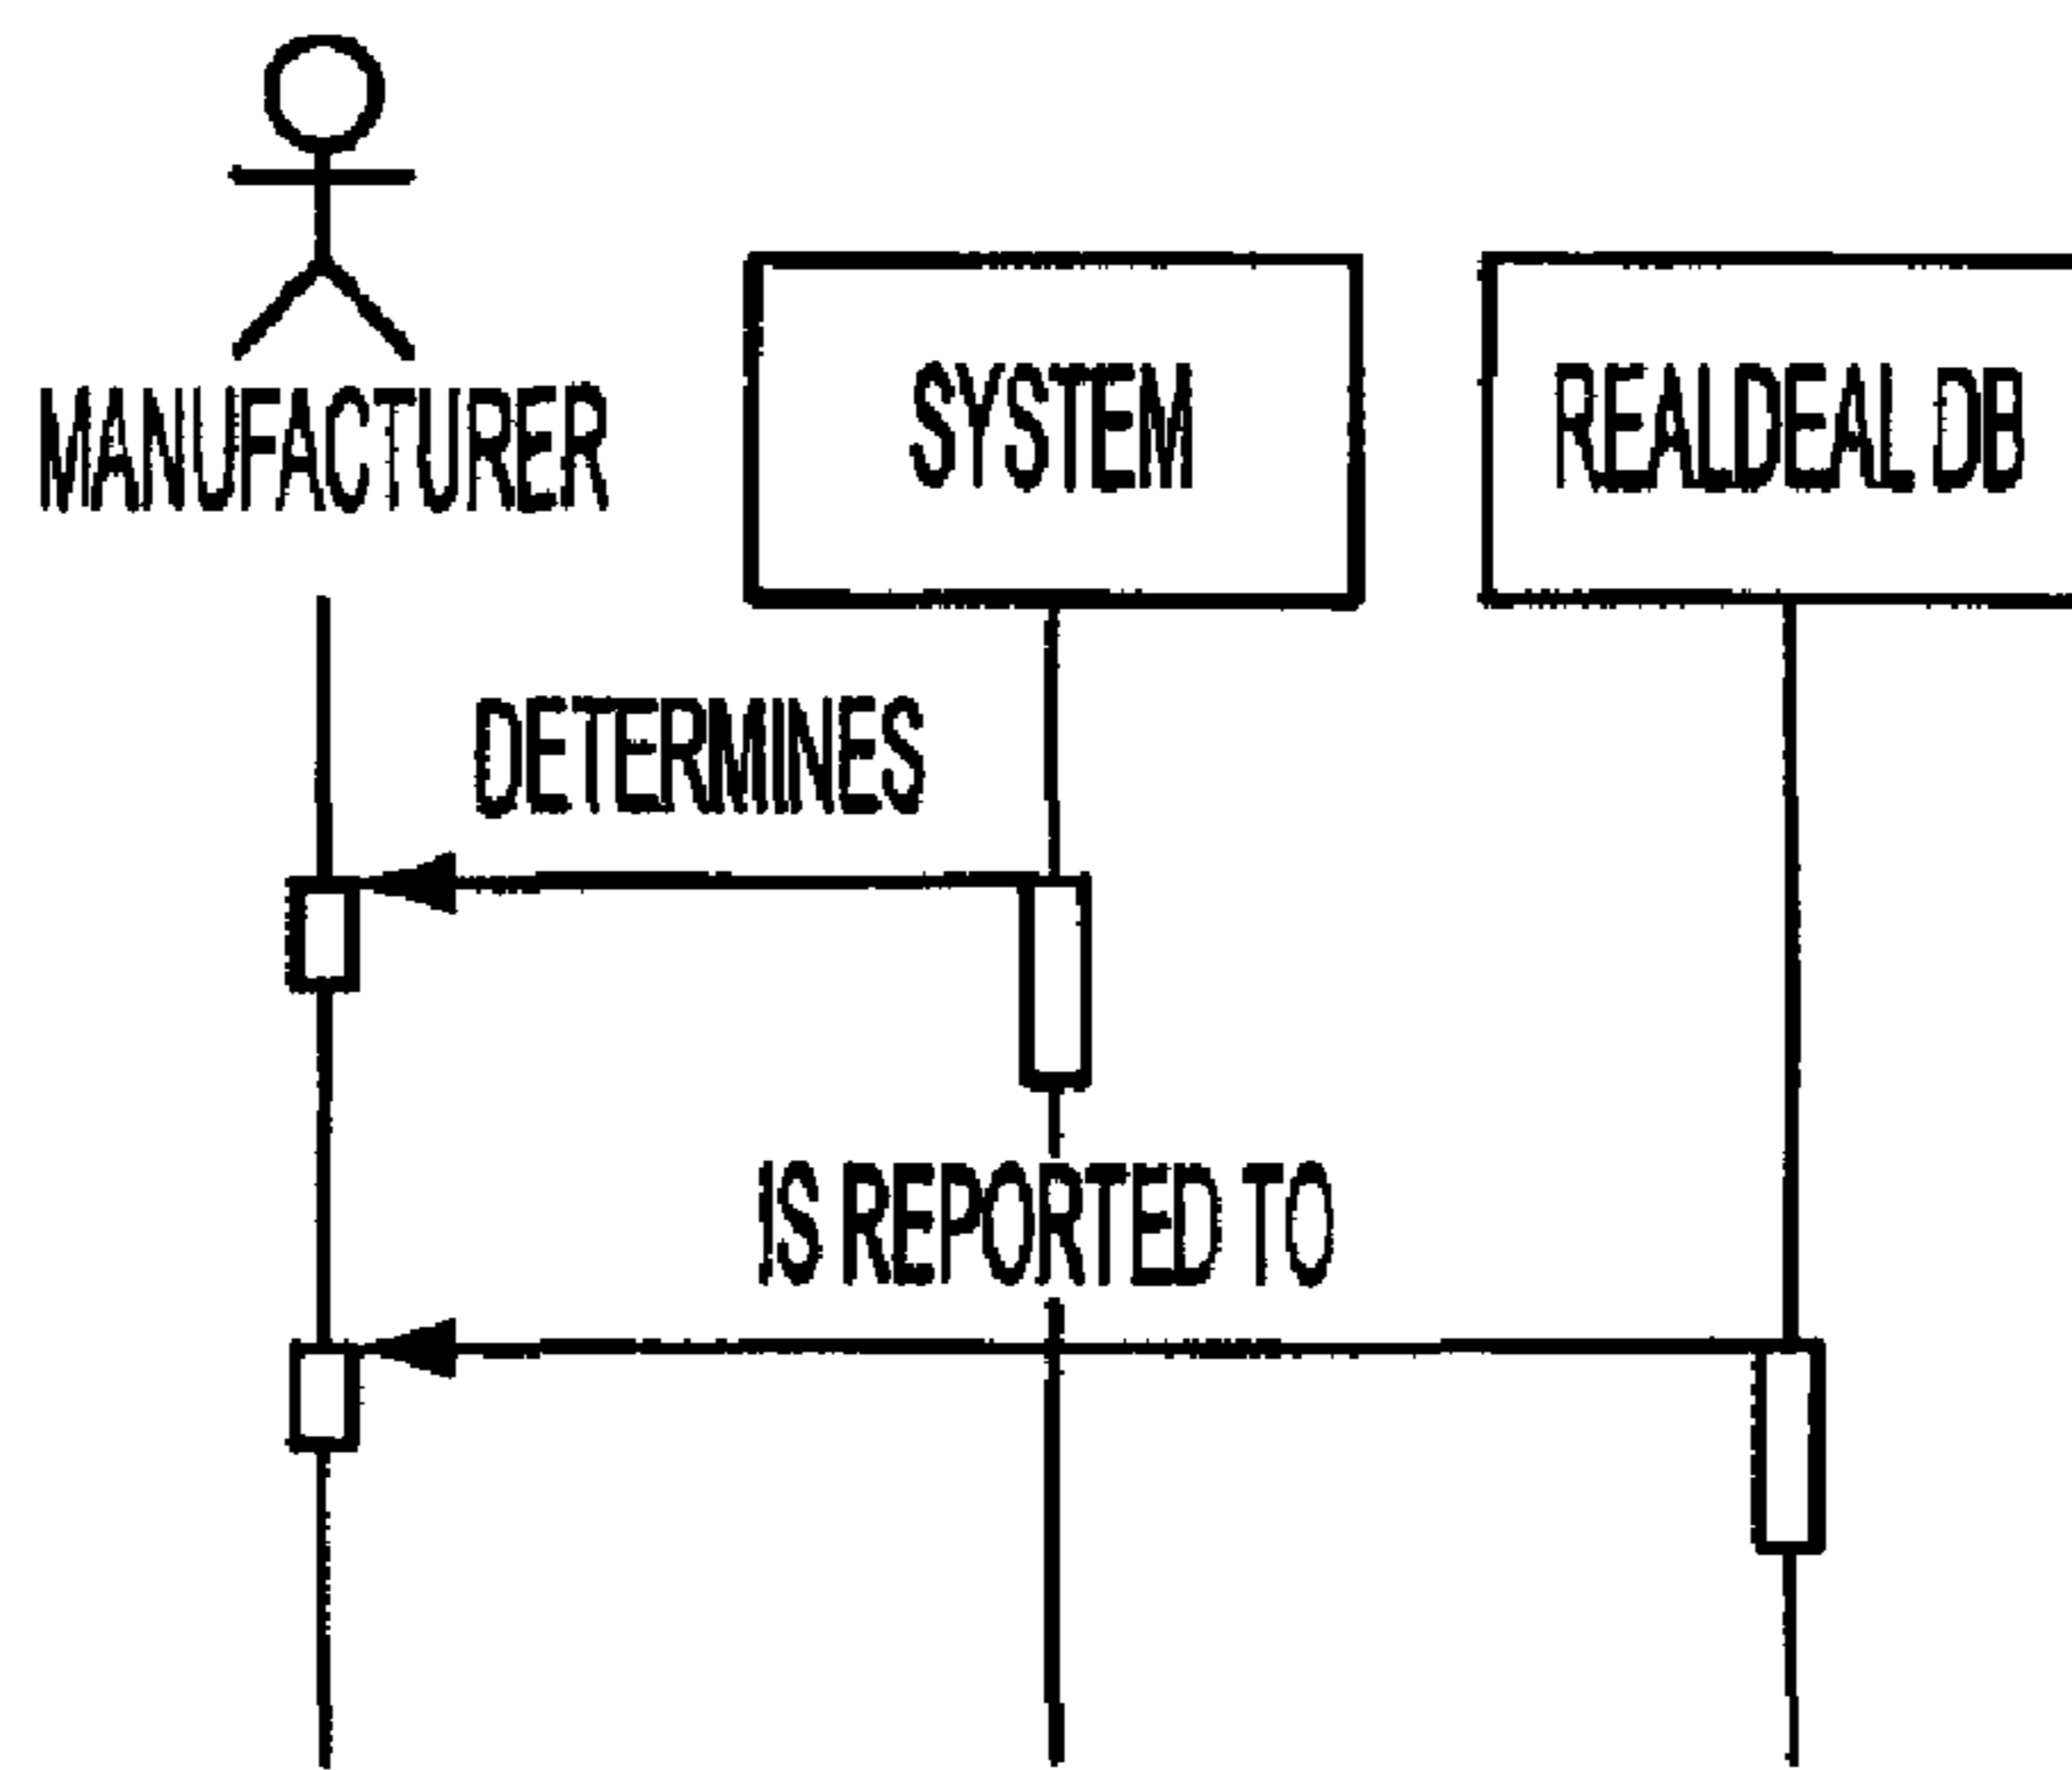 MANUFACTURER
SYSTEM
REALDEAL DB
DETERMINES
IS REPORTED TO